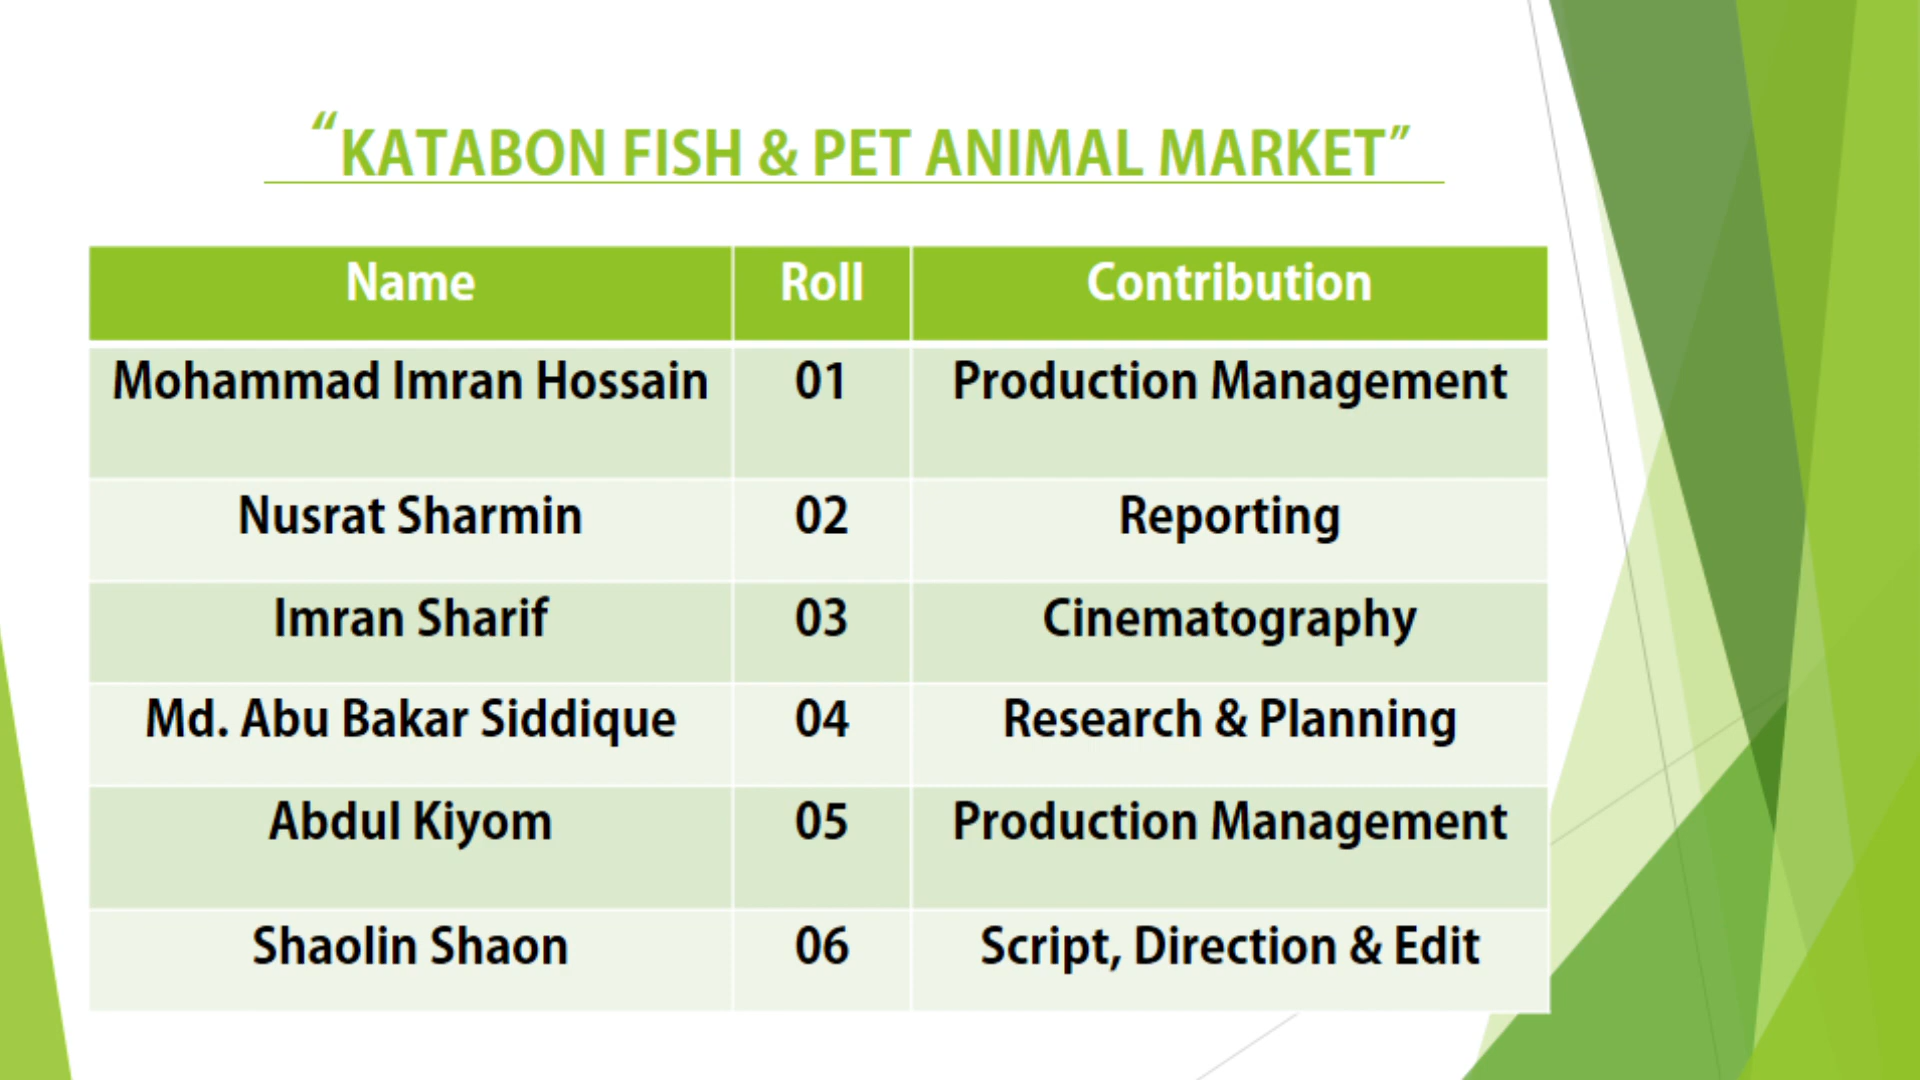 “KATABON FISH & PET ANIMAL MARKET”
Name Roll Contribution
Mohammad Imran Hossain 01 Production Management
Nusrat Sharmin 02 Reporting
Imran Sharif 03 Cinematography
Md. Abu Bakar Siddique 04 Research & Planning
Abdul Kiyom 05 Production Management
Shaolin Shaon 06 Script, Direction & Edit